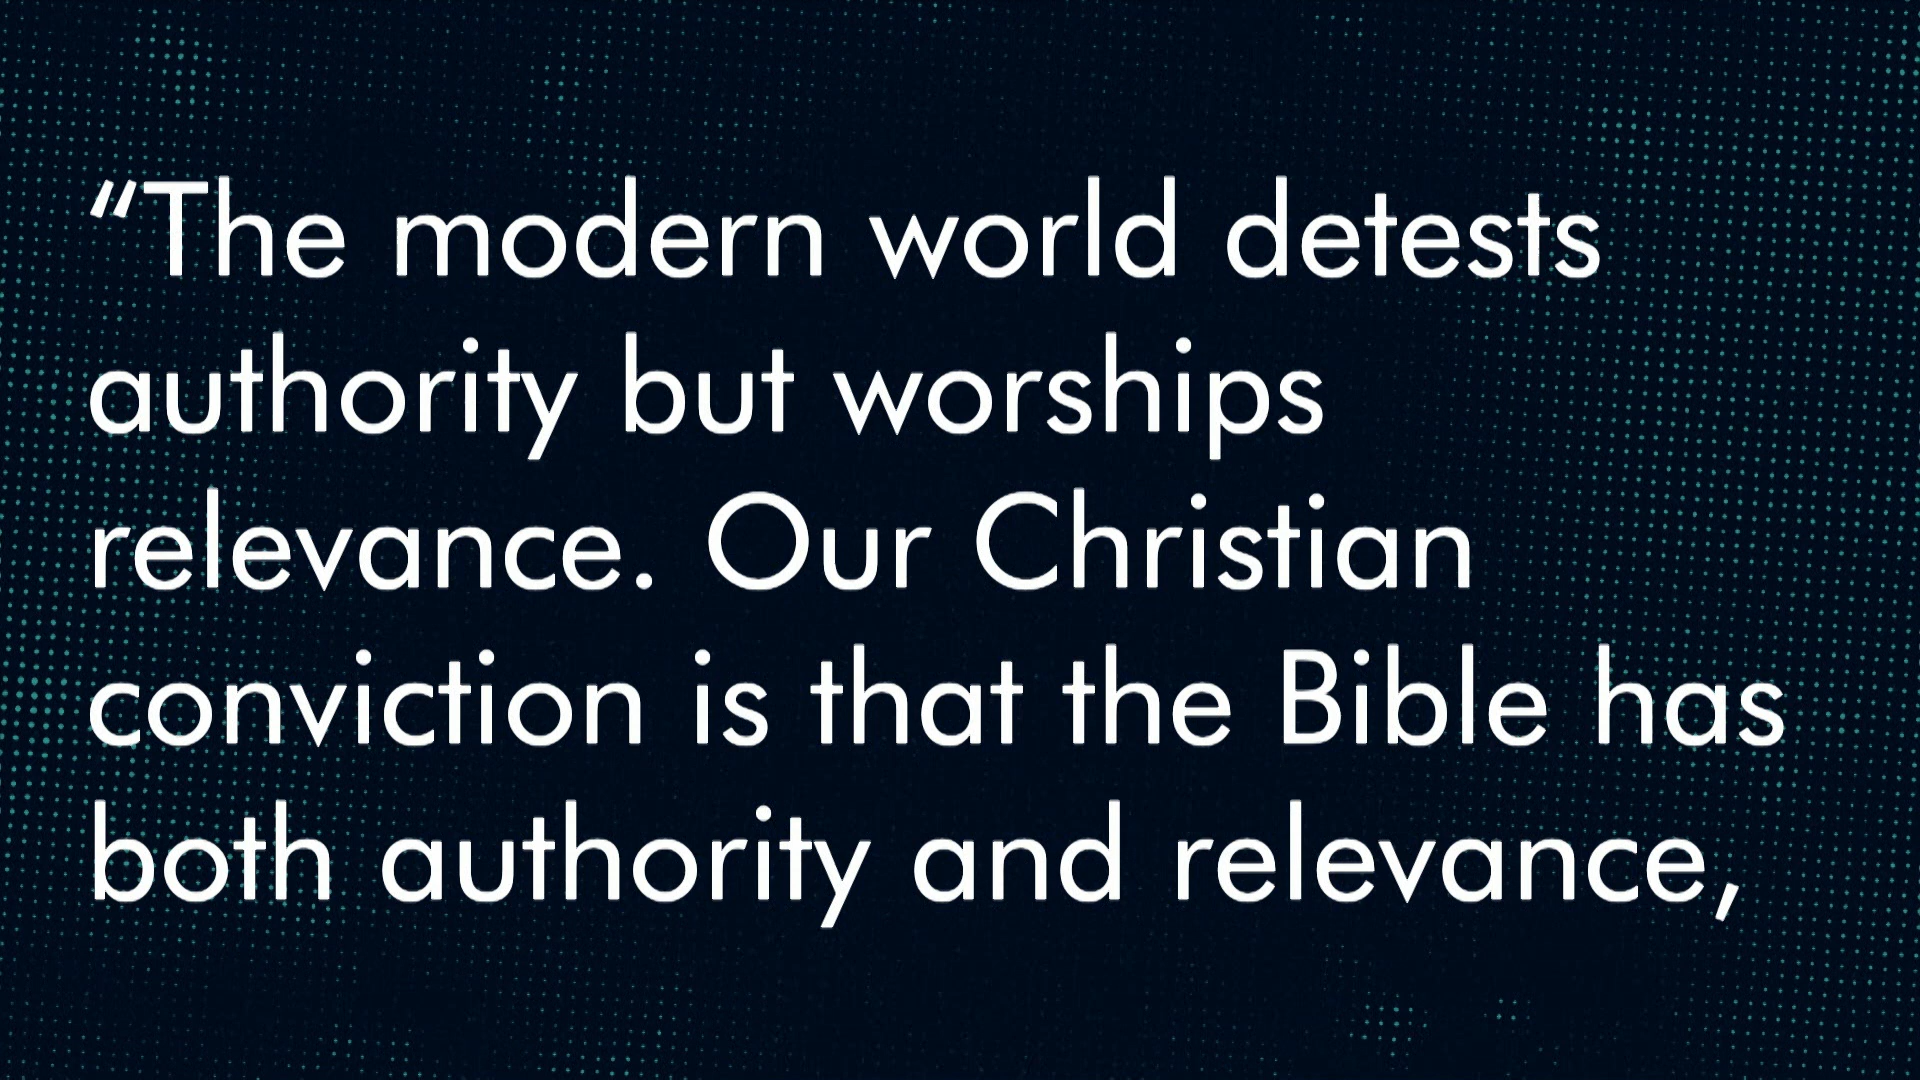 “The modern world detests
authority but worships
relevance. Our Christian
conviction is that the Bible has
both authority and relevance,